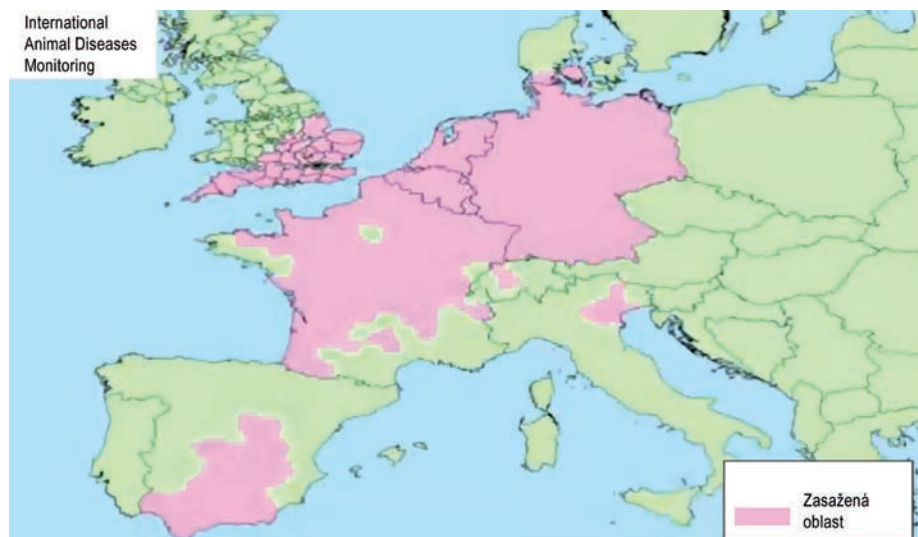 International
Animal Diseases
Monitoring
Zasažená
oblast